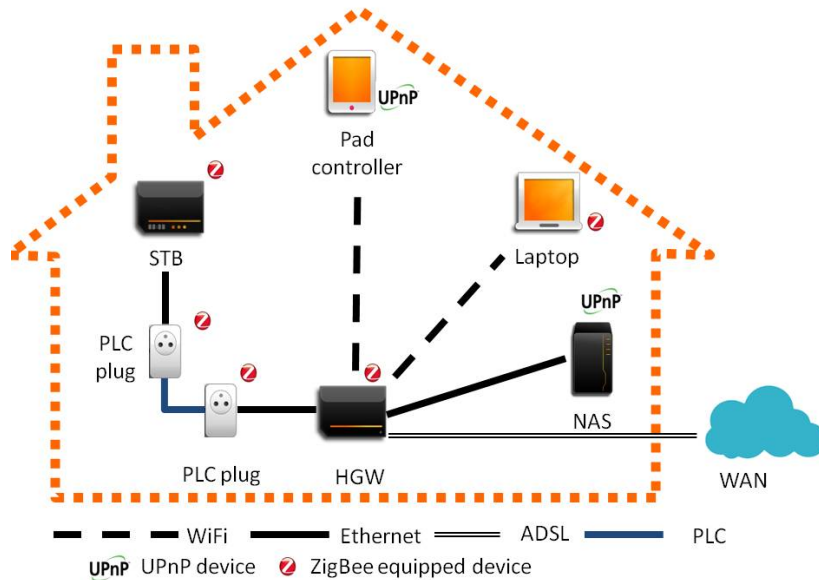 UPnP
Pad
controller
Z
STB
Z
Laptop
UPnP
Z
PLC
plug
Z
Z
NAS
PLC plug
HGW
WAN
WiFi
Ethernet
ADSL
PLC
UPnP UPnP device
Z ZigBee equipped device